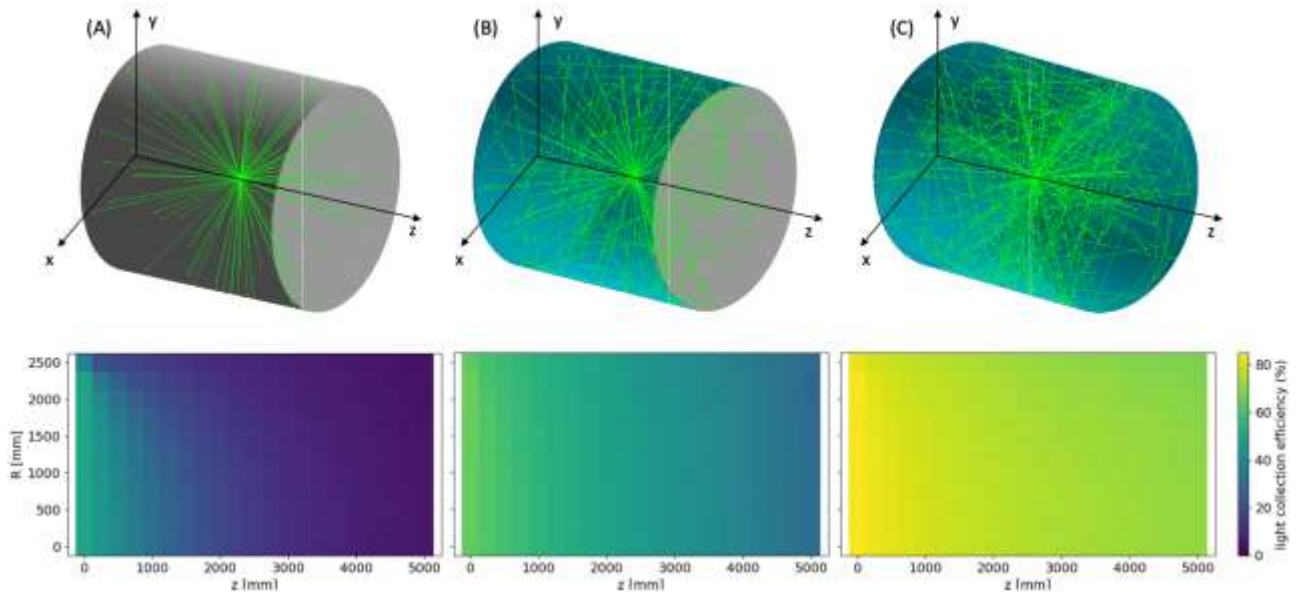 (A) y z x
(B) y z x
(C) y z x
2500
2000
1500
1000
500
0
R [mm]
0 1000 2000 3000 4000 5000
z [mm]
0 1000 2000 3000 4000 5000
z [mm]
0 1000 2000 3000 4000 5000
z [mm]
80
60
40
20
0
light collection efficiency (%)